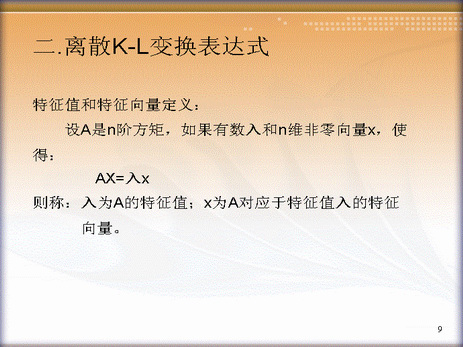 二.离散K-L变换表达式
特征值和特征向量定义：
设A是n阶方矩，如果有数入和n维非零向量x，使
得：
AX=入x
则称：入为A的特征值；x为A对应于特征值入的特征
向量。
9